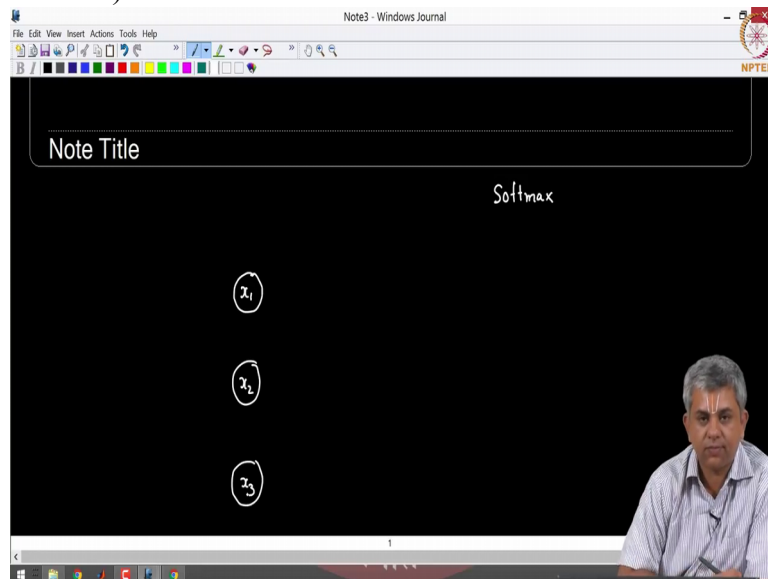 Note3 - Windows Journal
File Edit View Insert Actions Tools Help
B I
NPTEL
Note Title
Softmax
x₁
x₂
x₃
1